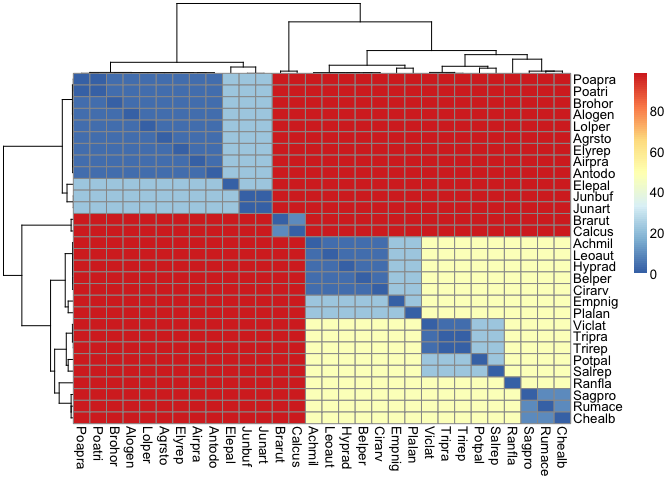 Poapra
Poatri
Brohor
Alogen
Lolper
Agrsto
Elyrep
Airpra
Antodo
Elepal
Junbuf
Junart
Brarut
Calcus
Achmil
Leoaut
Hyprad
Belper
Cirarv
Empnig
Plalan
Viclat
Tripra
Trirep
Potpal
Salrep
Ranfla
Sagpro
Rumace
Chealb
80
60
40
20
0
Poapra
Poatri
Brohor
Alogen
Lolper
Agrsto
Elyrep
Airpra
Antodo
Elepal
Junbuf
Junart
Brarut
Calcus
Achmil
Leoaut
Hyprad
Belper
Cirarv
Empnig
Plalan
Viclat
Tripra
Trirep
Potpal
Salrep
Ranfla
Sagpro
Rumace
Chealb